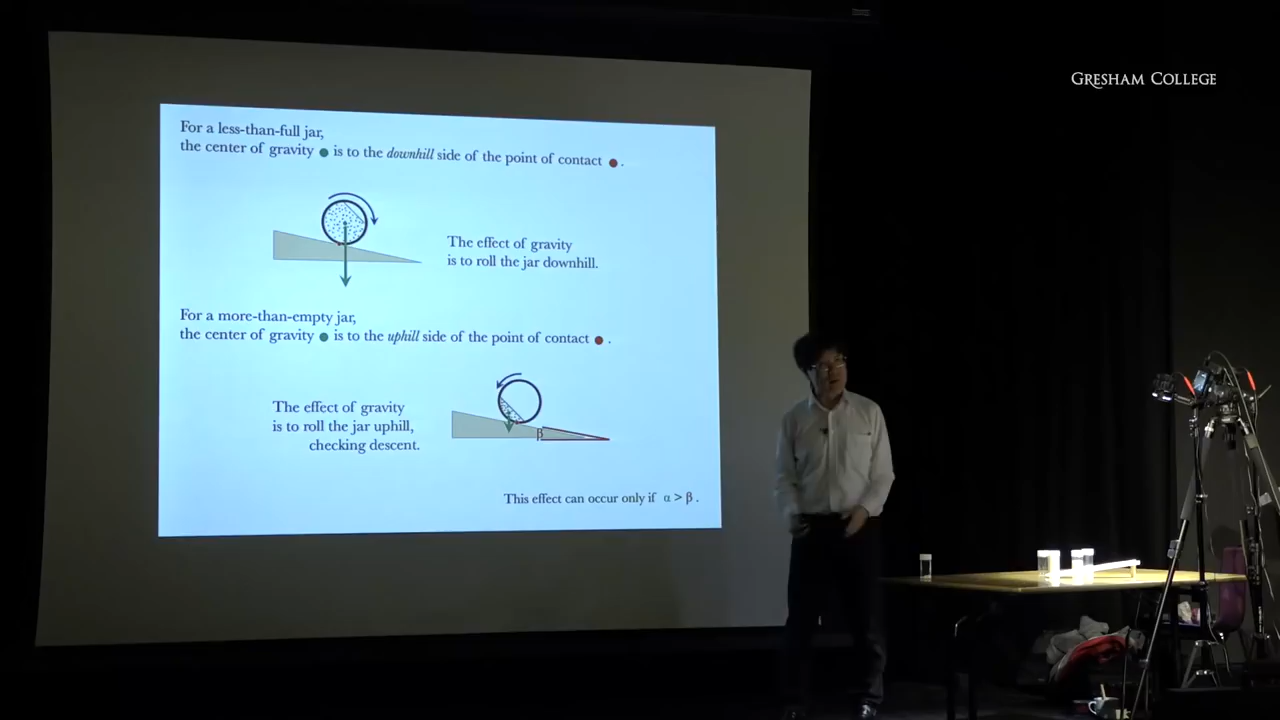 GRESHAM COLLEGE
For a less-than-full jar,
the center of gravity ● is to the downhill side of the point of contact ● .
The effect of gravity
is to roll the jar downhill.
For a more-than-empty jar,
the center of gravity ● is to the uphill side of the point of contact ● .
The effect of gravity
is to roll the jar uphill,
checking descent.
β
This effect can occur only if α > β .